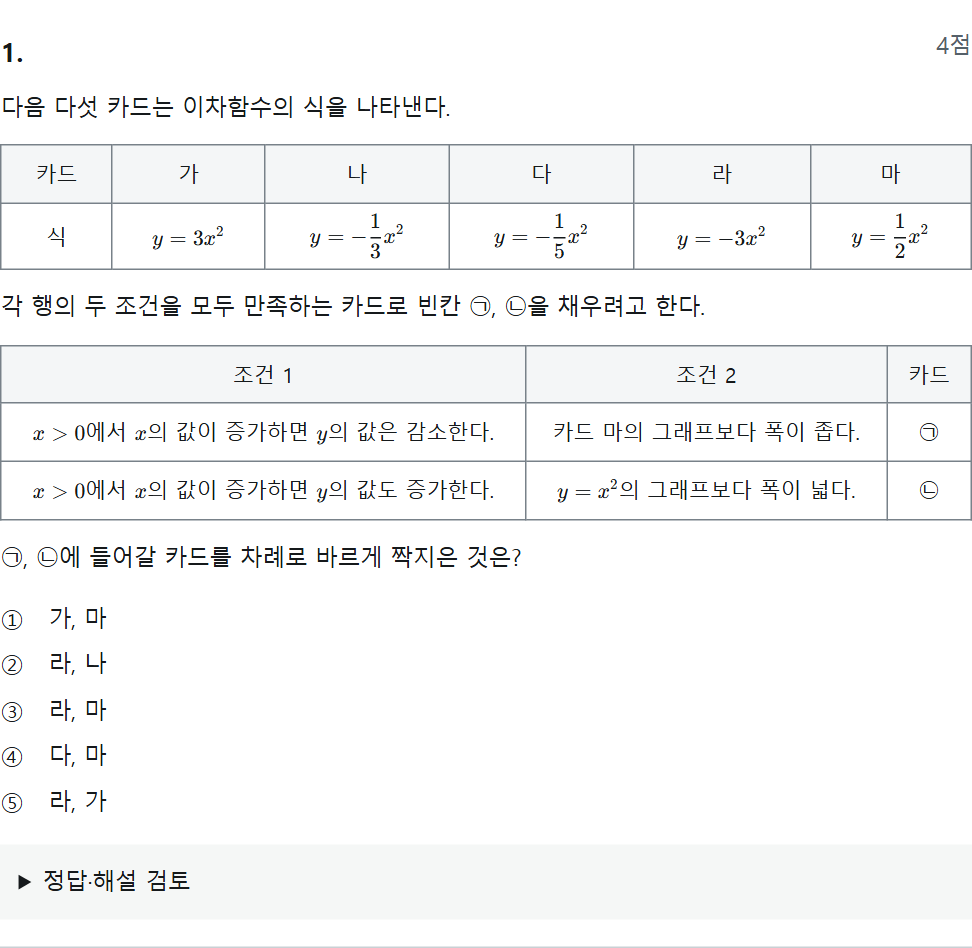 4점
1.
다음 다섯 카드는 이차함수의 식을 나타낸다.
카드 가 나 다 라 마
식 y = 3x² y = -1/3 x² y = -1/5 x² y = -3x² y = 1/2 x²
각 행의 두 조건을 모두 만족하는 카드로 빈칸 ㉠, ㉡을 채우려고 한다.
조건 1 조건 2 카드
x > 0에서 x의 값이 증가하면 y의 값은 감소한다. 카드 마의 그래프보다 폭이 좁다. ㉠
x > 0에서 x의 값이 증가하면 y의 값도 증가한다. y = x²의 그래프보다 폭이 넓다. ㉡
㉠, ㉡에 들어갈 카드를 차례로 바르게 짝지은 것은?
① 가, 마
② 라, 나
③ 라, 마
④ 다, 마
⑤ 라, 가
▶ 정답·해설 검토